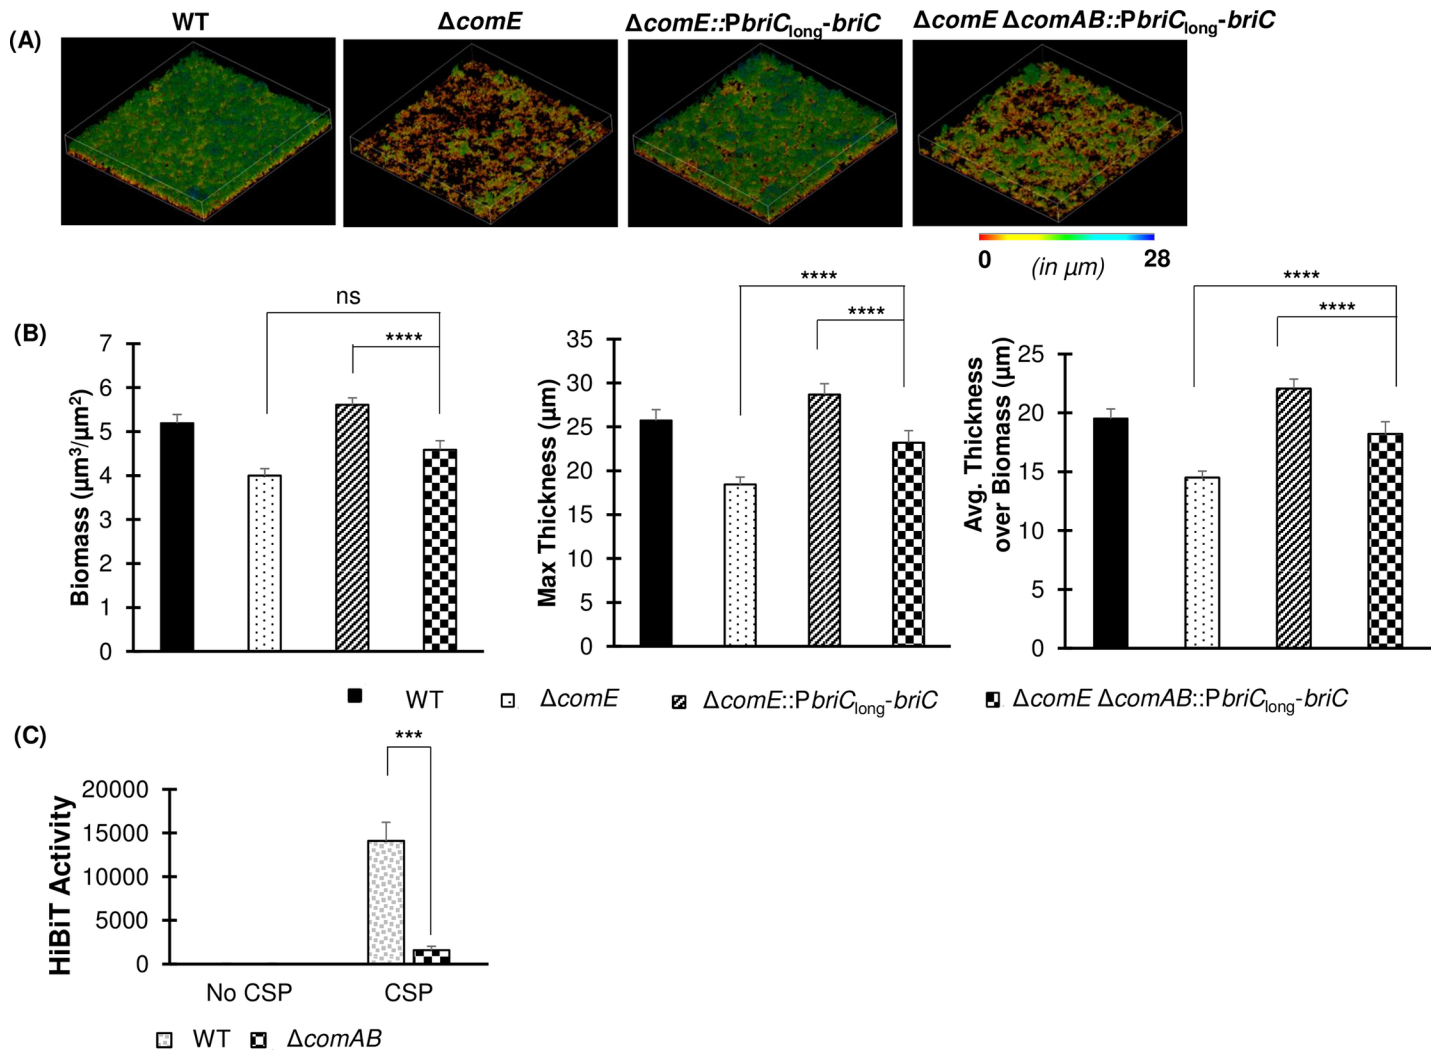 WT
ΔcomE
ΔcomE::PbriClong-briC
ΔcomE ΔcomAB::PbriClong-briC
(A)
0
28
(in µm)
(B)
ns
****
Biomass (µm³/µm²)
7
6
5
4
3
2
1
0
****
****
Max Thickness (µm)
35
30
25
20
15
10
5
0
****
****
Avg. Thickness
over Biomass (µm)
25
20
15
10
5
0
WT
ΔcomE
ΔcomE::PbriClong-briC
ΔcomE ΔcomAB::PbriClong-briC
(C)
***
HiBiT Activity
20000
15000
10000
5000
0
No CSP
CSP
WT
ΔcomAB